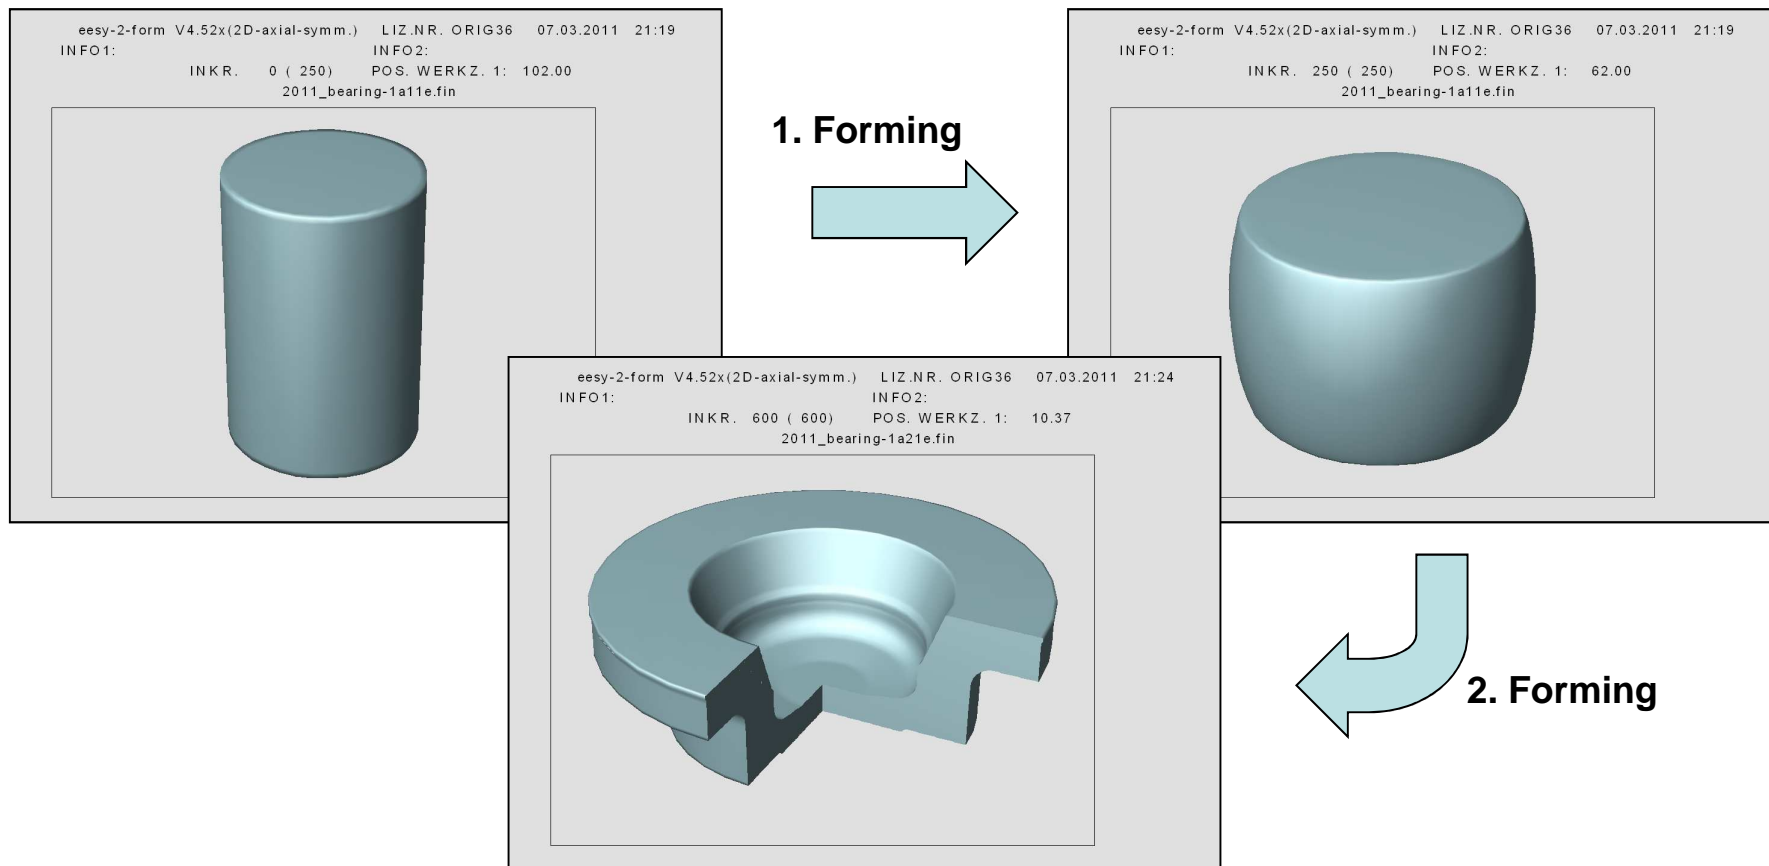 eesy-2-form V4.52x(2D-axial-symm.) LIZ.NR. ORIG36 07.03.2011 21:19
INFO1: INFO2:
INKR. 0 ( 250) POS. WERKZ. 1: 102.00
2011_bearing-1a11e.fin
1. Forming
eesy-2-form V4.52x(2D-axial-symm.) LIZ.NR. ORIG36 07.03.2011 21:19
INFO1: INFO2:
INKR. 250 ( 250) POS. WERKZ. 1: 62.00
2011_bearing-1a11e.fin
eesy-2-form V4.52x(2D-axial-symm.) LIZ.NR. ORIG36 07.03.2011 21:24
INFO1: INFO2:
INKR. 600 ( 600) POS. WERKZ. 1: 10.37
2011_bearing-1a21e.fin
2. Forming